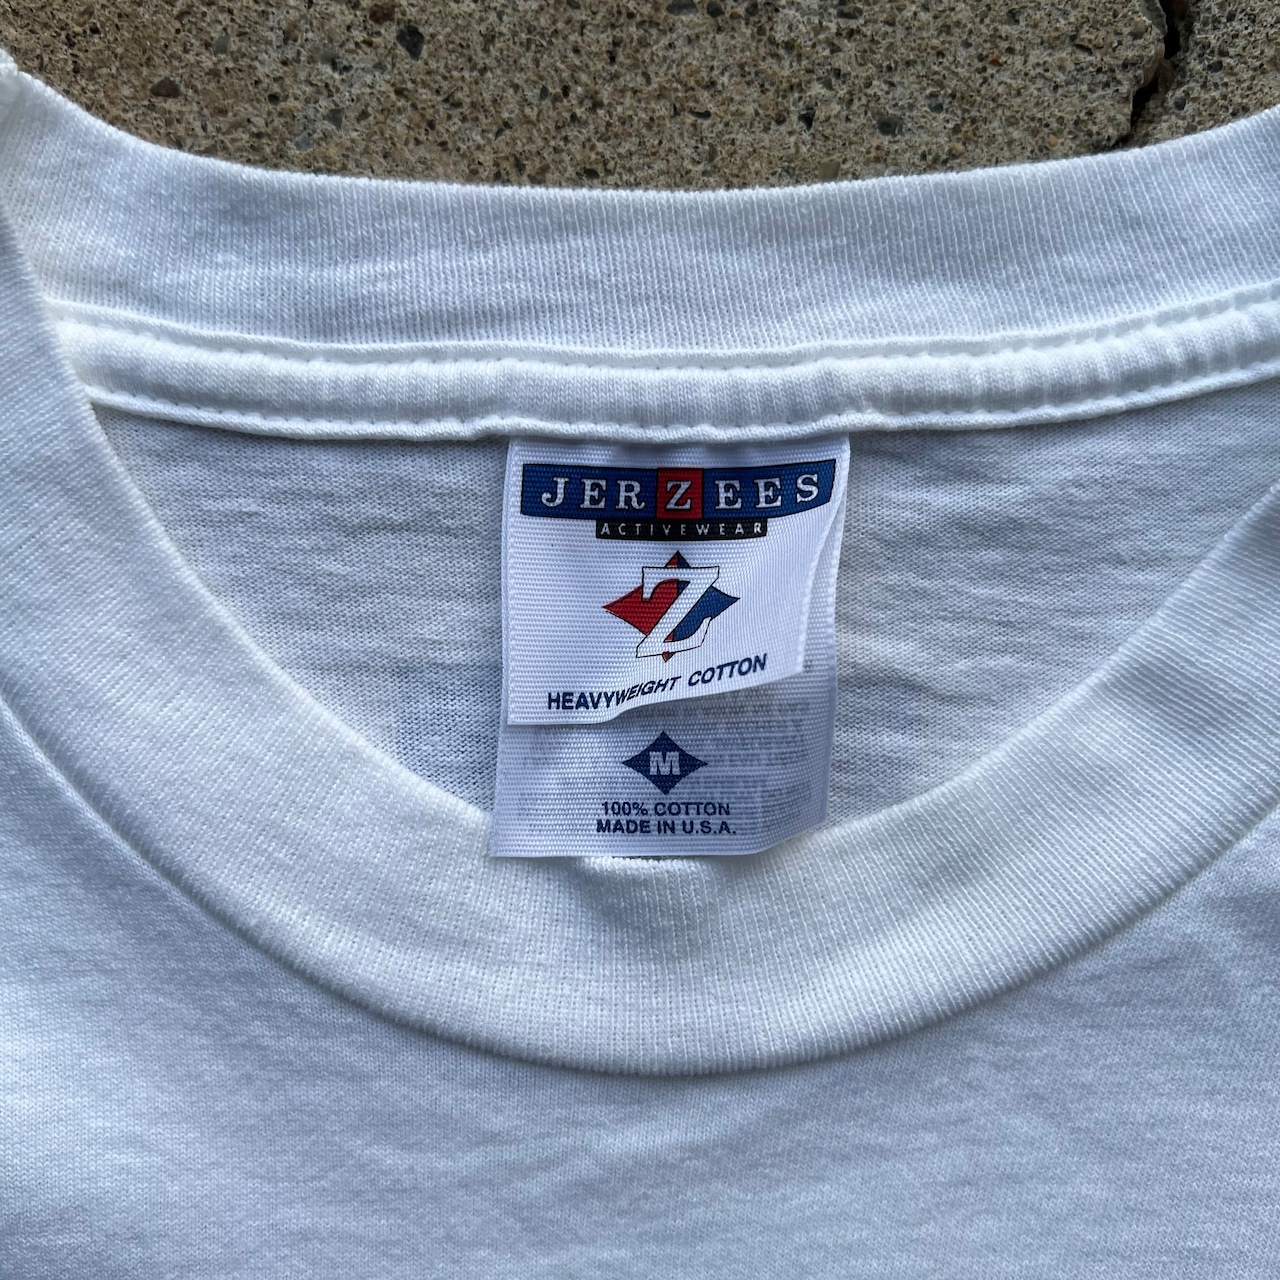 JERZEES
ACTIVEWEAR
Z
HEAVYWEIGHT COTTON
M
100% COTTON
MADE IN U.S.A.